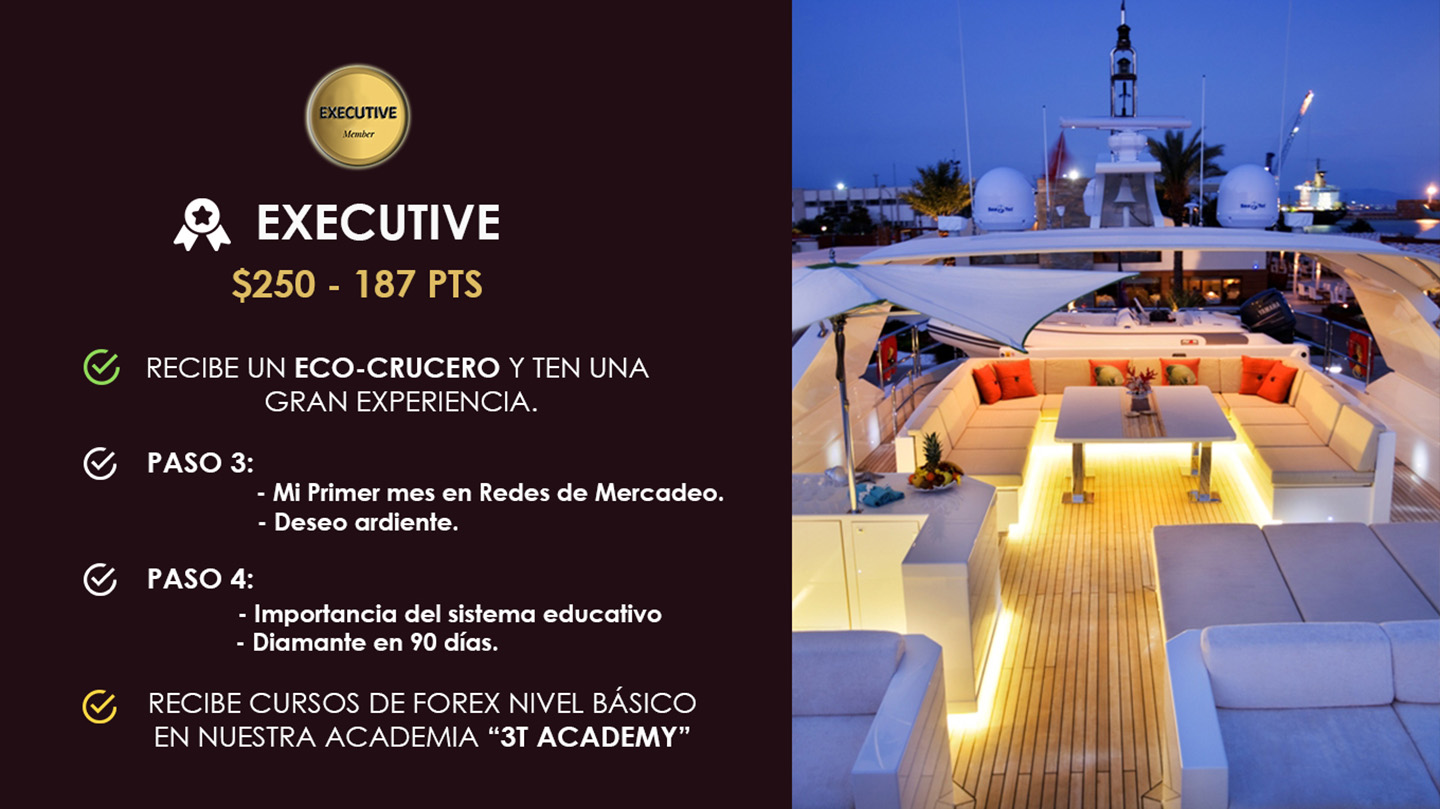 EXECUTIVE
Member
EXECUTIVE
$250 - 187 PTS
RECIBE UN ECO-CRUCERO Y TEN UNA
GRAN EXPERIENCIA.
PASO 3:
- Mi Primer mes en Redes de Mercadeo.
- Deseo ardiente.
PASO 4:
- Importancia del sistema educativo
- Diamante en 90 días.
RECIBE CURSOS DE FOREX NIVEL BÁSICO
EN NUESTRA ACADEMIA “3T ACADEMY”
YAMAHA